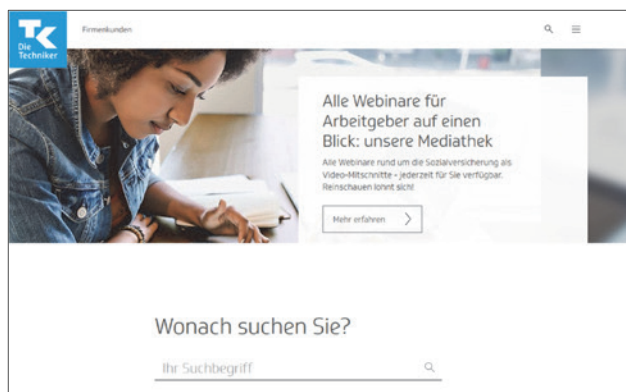 TK
Die
Techniker
Firmenkunden
Alle Webinare für
Arbeitgeber auf einen
Blick: unsere Mediathek
Alle Webinare rund um die Sozialversicherung als
Video-Mitschnitte - jederzeit für Sie verfügbar.
Reinschauen lohnt sich!
Mehr erfahren
Wonach suchen Sie?
Ihr Suchbegriff